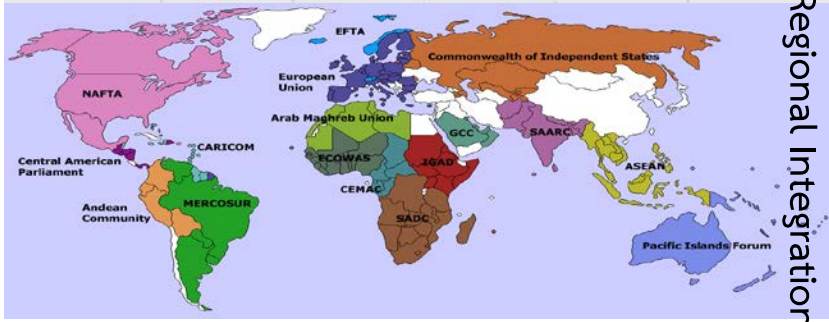 EFTA
Commonwealth of Independent States
European
Union
NAFTA
Arab Maghreb Union
GCC
SAARC
CARICOM
ECOWAS
IGAD
Central American
Parliament
ASEAN
CEMAC
Andean
Community
MERCOSUR
SADC
Pacific Islands Forum
Regional Integration